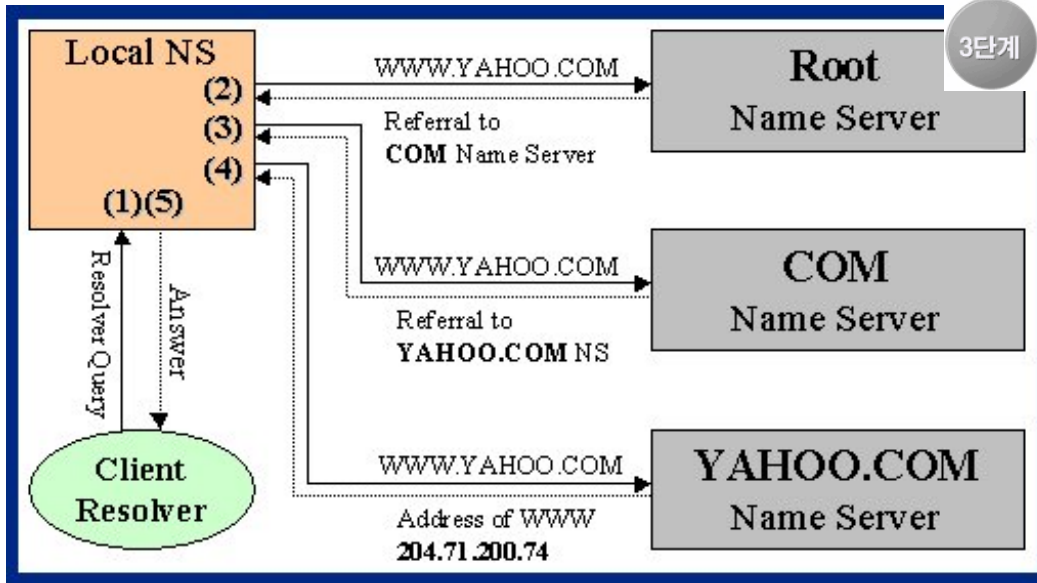 3단계
Local NS
(2)
(3)
(4)
(1)(5)
WWW.YAHOO.COM
Root
Name Server
Referral to
COM Name Server
WWW.YAHOO.COM
COM
Name Server
Referral to
YAHOO.COM NS
Resolver Query
Answer
Client
Resolver
WWW.YAHOO.COM
YAHOO.COM
Name Server
Address of WWW
204.71.200.74